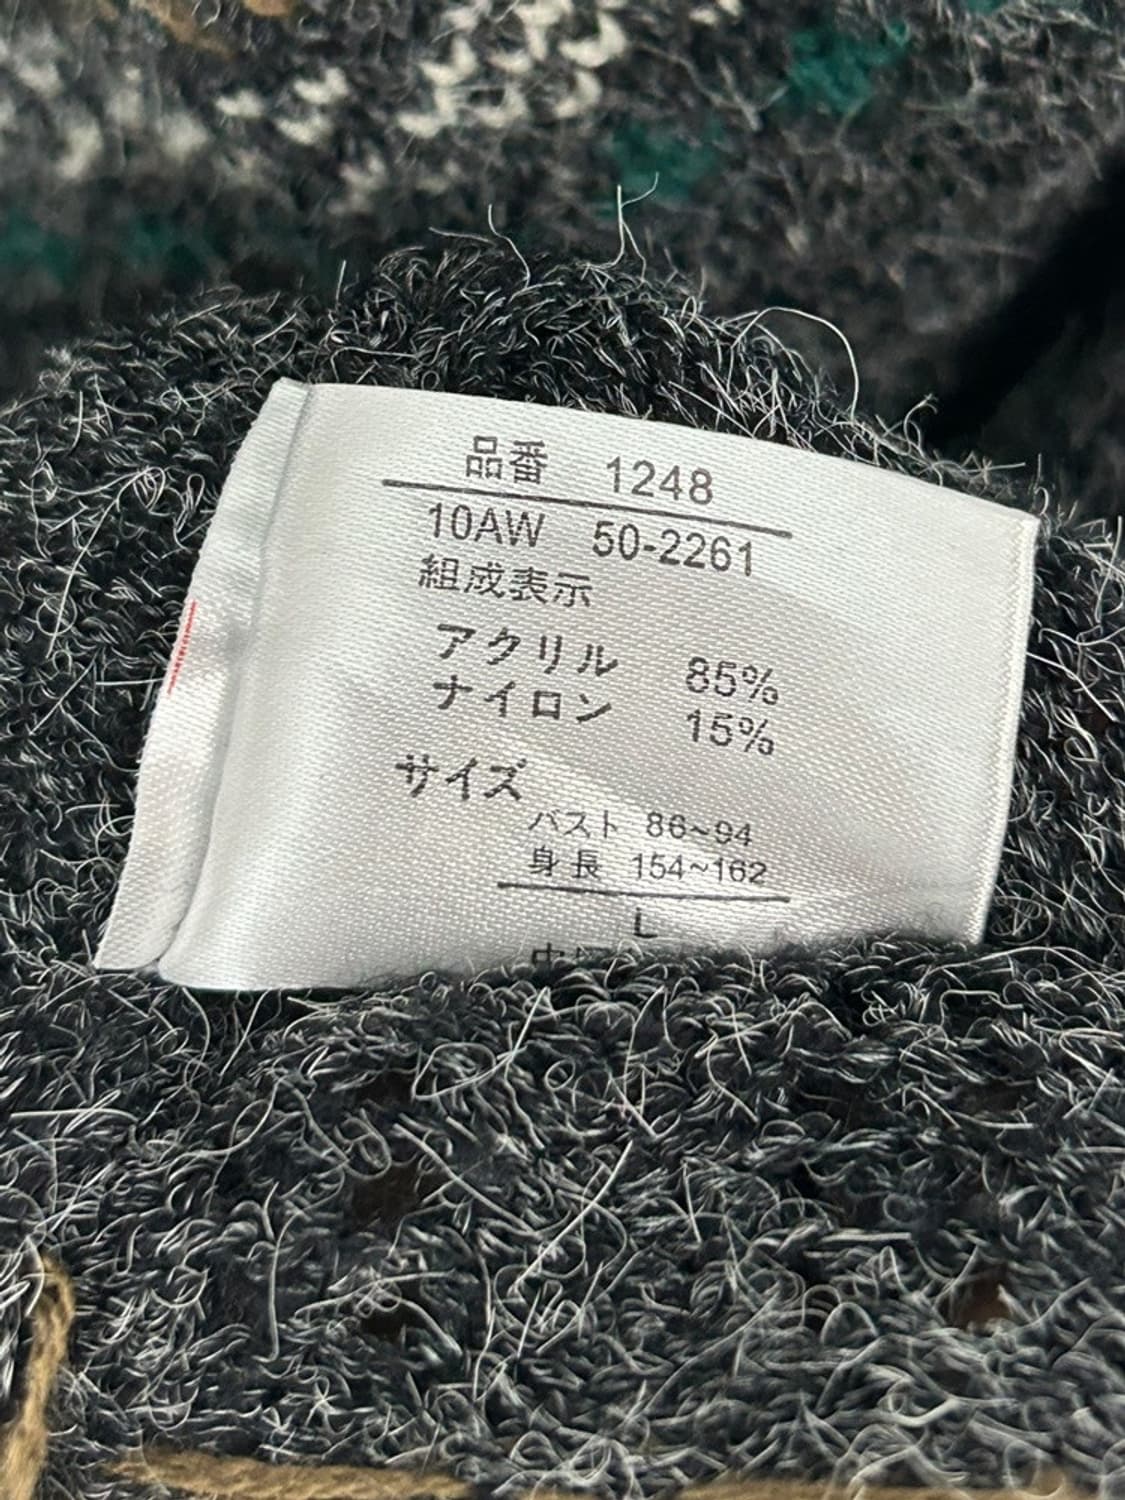 品番 1248
10AW 50-2261
組成表示
アクリル 85%
ナイロン 15%
サイズ
バスト 86~94
身長 154~162
L